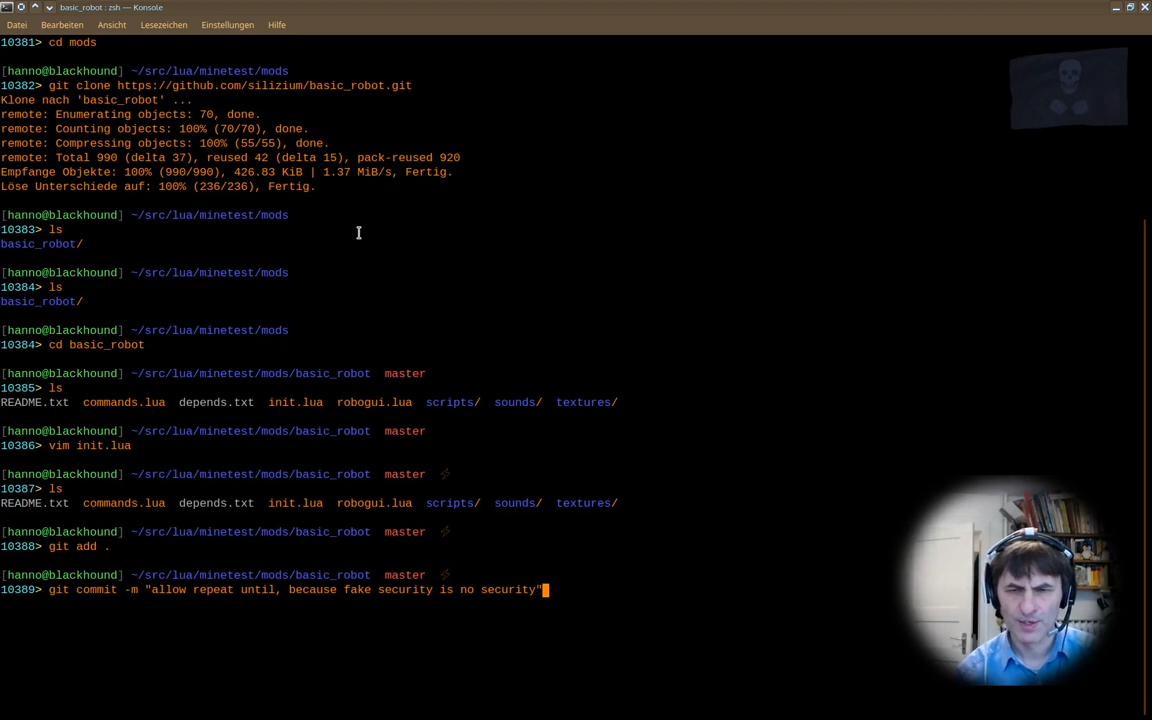 basic_robot : zsh — Konsole
Datei Bearbeiten Ansicht Lesezeichen Einstellungen Hilfe
10381> cd mods
[hanno@blackhound] ~/src/lua/minetest/mods
10382> git clone https://github.com/silizium/basic_robot.git
Klone nach 'basic_robot' ...
remote: Enumerating objects: 70, done.
remote: Counting objects: 100% (70/70), done.
remote: Compressing objects: 100% (55/55), done.
remote: Total 990 (delta 37), reused 42 (delta 15), pack-reused 920
Empfange Objekte: 100% (990/990), 426.83 KiB | 1.37 MiB/s, Fertig.
Löse Unterschiede auf: 100% (236/236), Fertig.
[hanno@blackhound] ~/src/lua/minetest/mods
10383> ls
basic_robot/
[hanno@blackhound] ~/src/lua/minetest/mods
10384> ls
basic_robot/
[hanno@blackhound] ~/src/lua/minetest/mods
10384> cd basic_robot
[hanno@blackhound] ~/src/lua/minetest/mods/basic_robot master
10385> ls
README.txt commands.lua depends.txt init.lua robogui.lua scripts/ sounds/ textures/
[hanno@blackhound] ~/src/lua/minetest/mods/basic_robot master
10386> vim init.lua
[hanno@blackhound] ~/src/lua/minetest/mods/basic_robot master ⚡
10387> ls
README.txt commands.lua depends.txt init.lua robogui.lua scripts/ sounds/ textures/
[hanno@blackhound] ~/src/lua/minetest/mods/basic_robot master ⚡
10388> git add .
[hanno@blackhound] ~/src/lua/minetest/mods/basic_robot master ⚡
10389> git commit -m "allow repeat until, because fake security is no security"